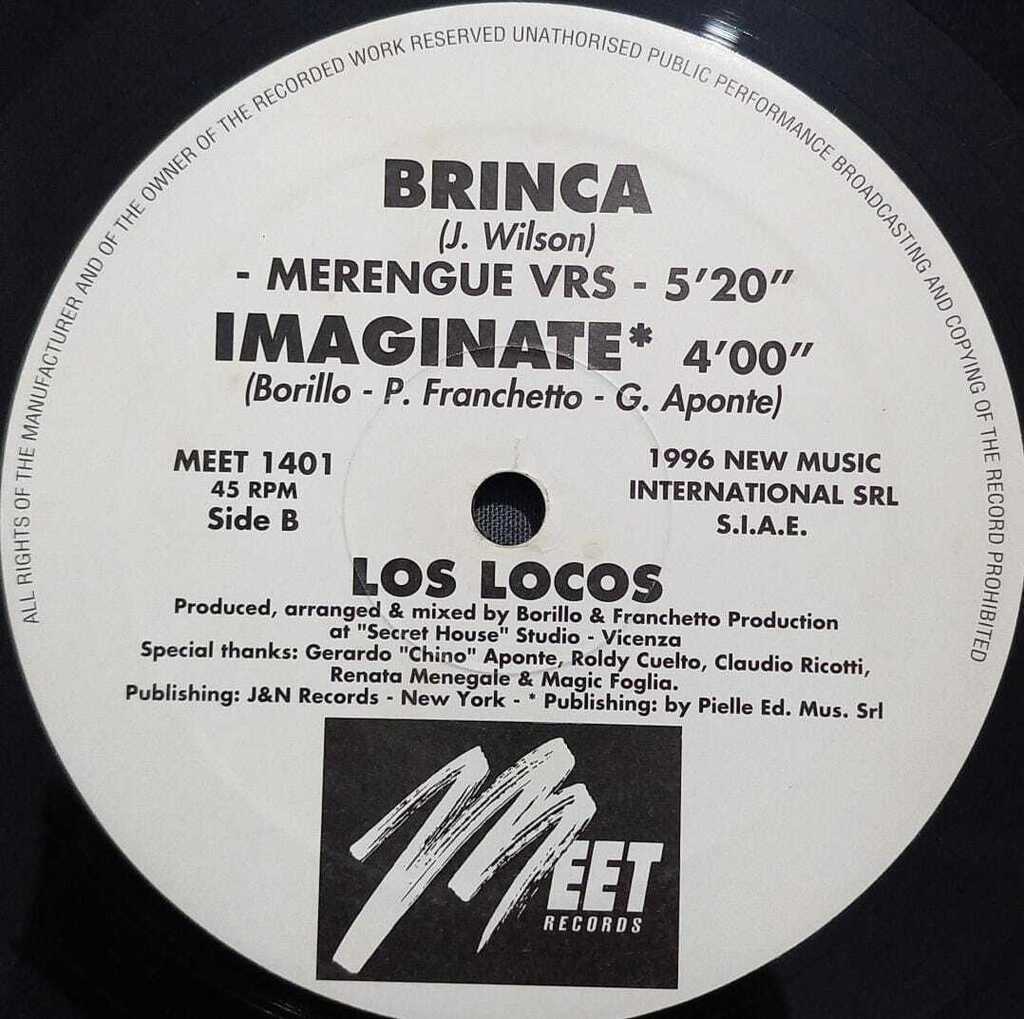 ALL RIGHTS OF THE MANUFACTURER AND OF THE OWNER OF THE RECORDED WORK RESERVED UNATHORISED PUBLIC PERFORMANCE BROADCASTING AND COPYING OF THE RECORD PROHIBITED
BRINCA
(J. Wilson)
- MERENGUE VRS - 5'20"
IMAGINATE* 4'00"
(Borillo - P. Franchetto - G. Aponte)
MEET 1401
45 RPM
Side B
1996 NEW MUSIC
INTERNATIONAL SRL
S.I.A.E.
LOS LOCOS
Produced, arranged & mixed by Borillo & Franchetto Production
at "Secret House" Studio - Vicenza
Special thanks: Gerardo "Chino" Aponte, Roldy Cuelto, Claudio Ricotti,
Renata Menegale & Magic Foglia.
Publishing: J&N Records - New York - * Publishing: by Pielle Ed. Mus. Srl
MEET
RECORDS